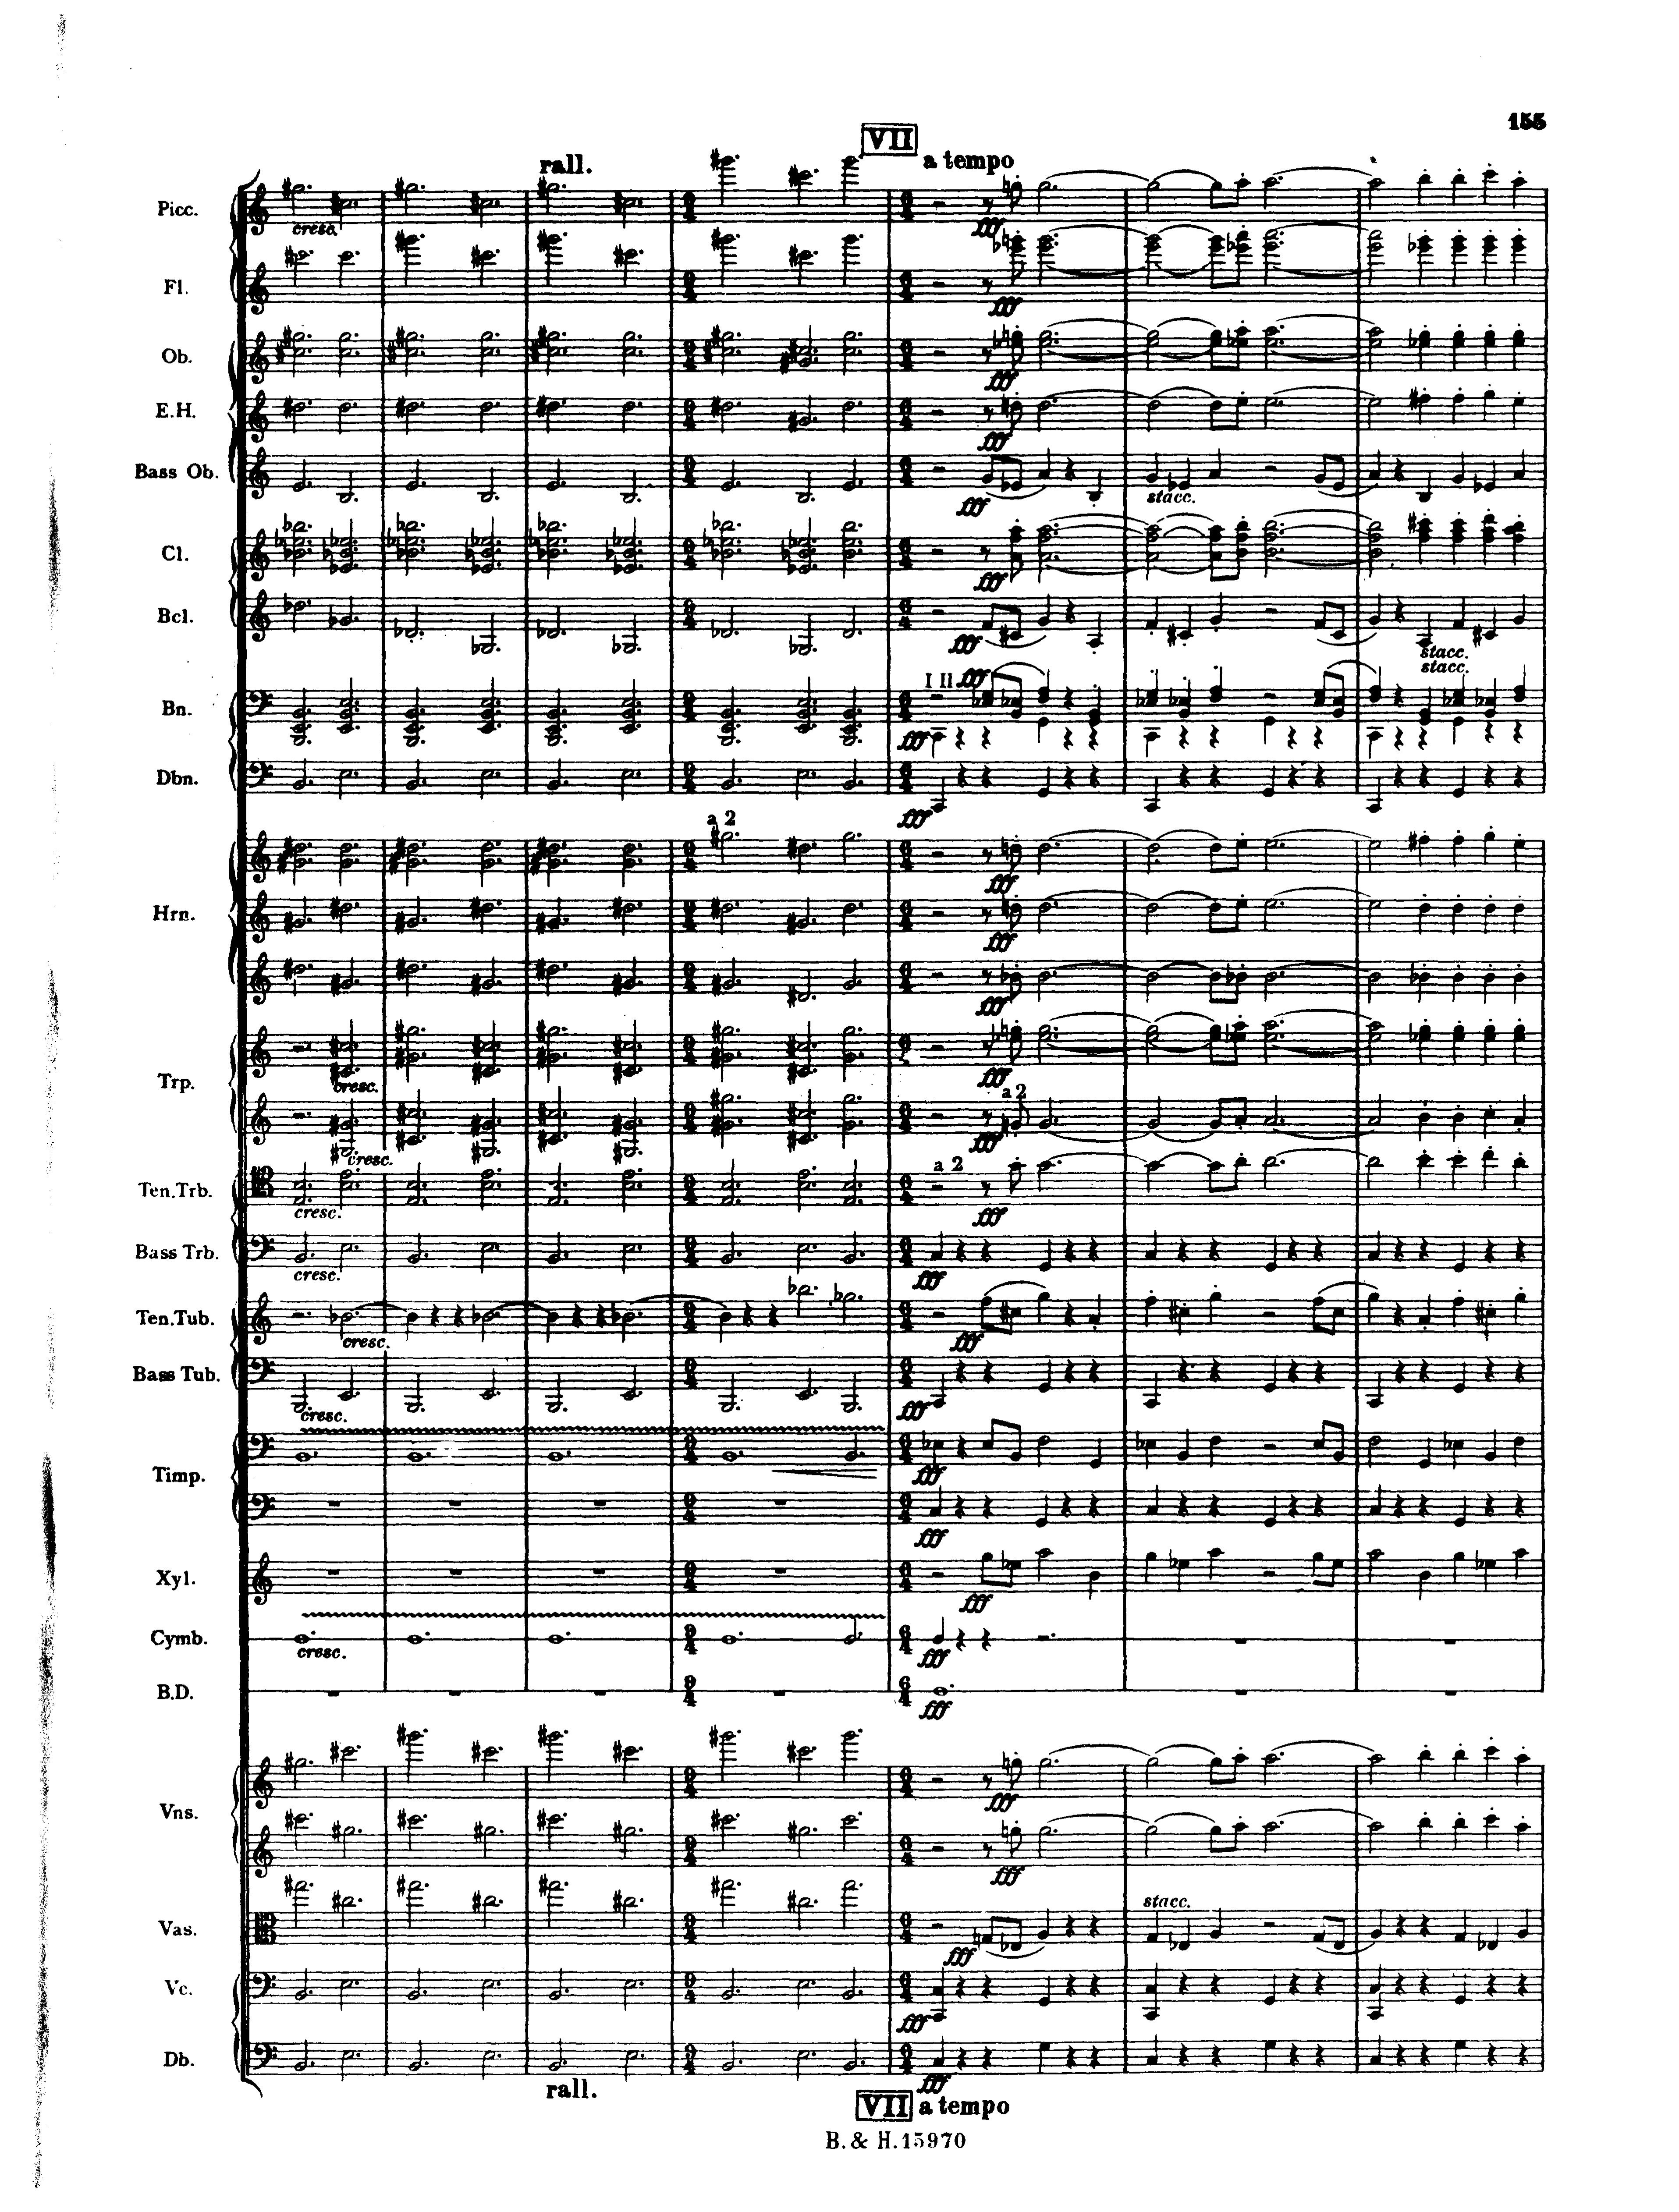 155
VII
rall. a tempo
Picc.
cresc. fff
Fl.
fff
Ob.
fff
E.H.
fff
Bass Ob.
fff stacc.
Cl.
fff
Bcl.
fff stacc.
I II. fff stacc.
Bn.
fff
Dbn.
fff
a 2
fff
Hrn.
fff
fff
Trp.
cresc. fff
a 2
cresc. fff
a 2
Ten.Trb.
cresc. fff
Bass Trb.
cresc. fff
Ten.Tub.
cresc. fff
Bass Tub.
cresc. fff
Timp.
fff
fff
Xyl.
fff
Cymb.
cresc. fff
B.D.
fff
Vns.
fff
fff
stacc.
Vas.
fff
Vc.
fff
Db.
fff
rall.
VII a tempo
B. & H. 15970